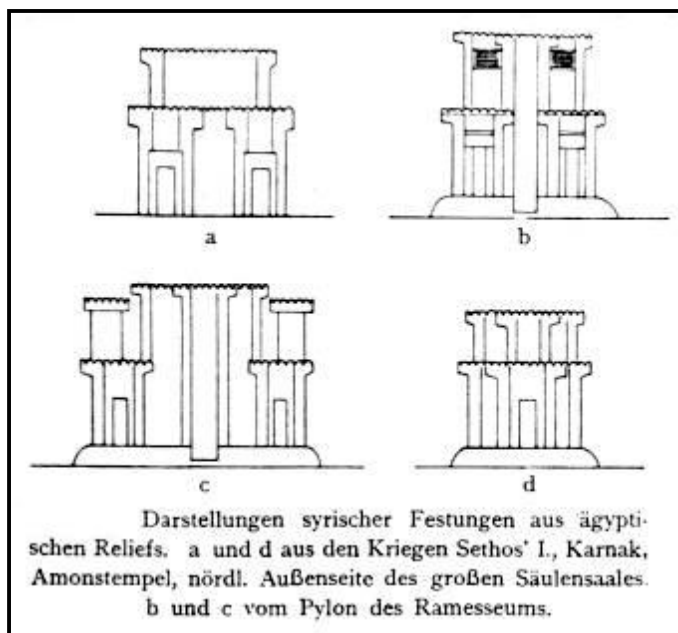 a
b
c
d
Darstellungen syrischer Festungen aus ägypti-
schen Reliefs. a und d aus den Kriegen Sethos' I., Karnak,
Amonstempel, nördl. Außenseite des großen Säulensaales.
b und c vom Pylon des Ramesseums.